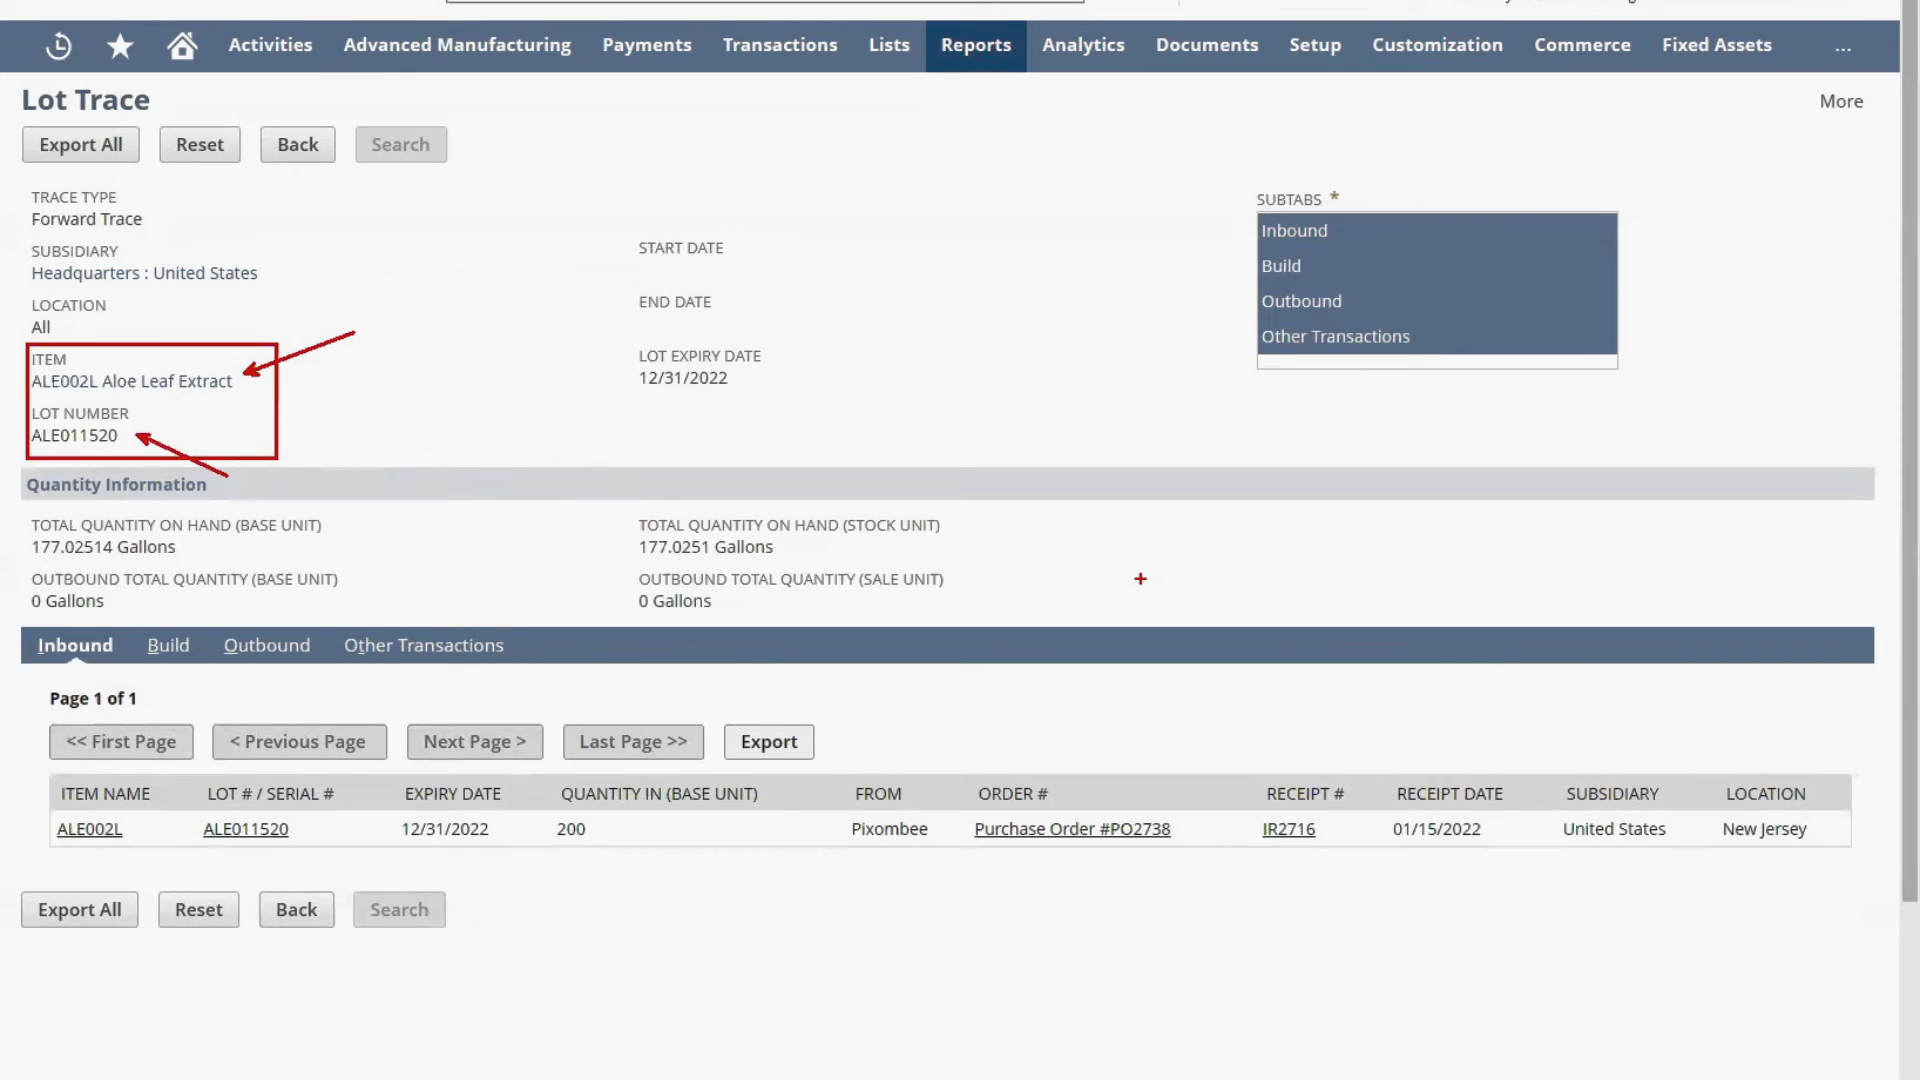 Activities Advanced Manufacturing Payments Transactions Lists Reports Analytics Documents Setup Customization Commerce Fixed Assets ...
Lot Trace
More
Export All Reset Back Search
TRACE TYPE
Forward Trace
SUBSIDIARY
Headquarters : United States
LOCATION
All
ITEM
ALE002L Aloe Leaf Extract
LOT NUMBER
ALE011520
START DATE
END DATE
LOT EXPIRY DATE
12/31/2022
SUBTABS *
Inbound
Build
Outbound
Other Transactions
Quantity Information
TOTAL QUANTITY ON HAND (BASE UNIT)
177.02514 Gallons
OUTBOUND TOTAL QUANTITY (BASE UNIT)
0 Gallons
TOTAL QUANTITY ON HAND (STOCK UNIT)
177.0251 Gallons
OUTBOUND TOTAL QUANTITY (SALE UNIT)
0 Gallons
Inbound Build Outbound Other Transactions
Page 1 of 1
<< First Page < Previous Page Next Page > Last Page >> Export
ITEM NAME LOT # / SERIAL # EXPIRY DATE QUANTITY IN (BASE UNIT) FROM ORDER # RECEIPT # RECEIPT DATE SUBSIDIARY LOCATION
ALE002L ALE011520 12/31/2022 200 Pixombee Purchase Order #PO2738 IR2716 01/15/2022 United States New Jersey
Export All Reset Back Search